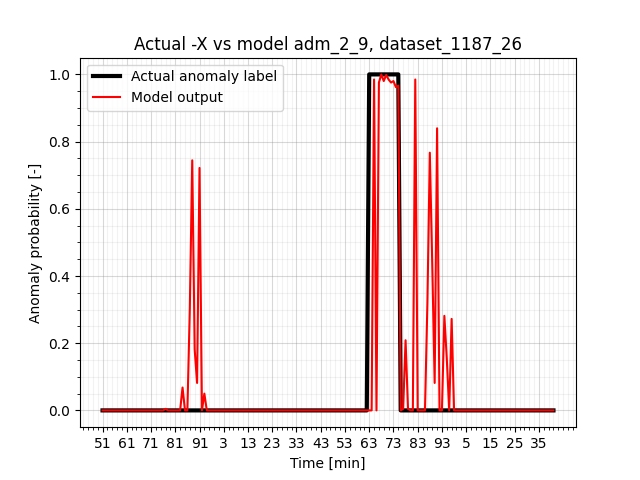 Actual -X vs model adm_2_9, dataset_1187_26
Actual anomaly label
Model output
Anomaly probability [-]
1.0
0.8
0.6
0.4
0.2
0.0
51 61 71 81 91 3 13 23 33 43 53 63 73 83 93 5 15 25 35
Time [min]